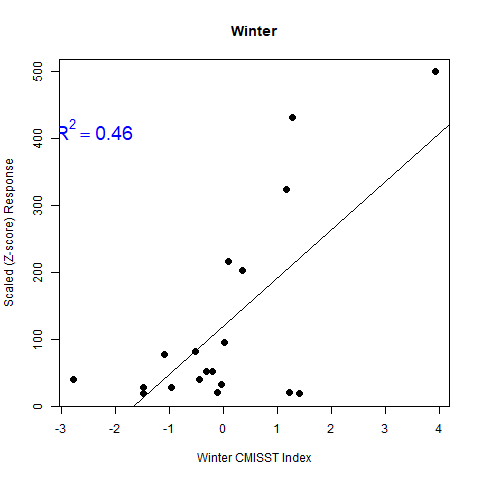 Winter
R² = 0.46
Scaled (Z-score) Response
0 100 200 300 400 500
-3 -2 -1 0 1 2 3 4
Winter CMISST Index